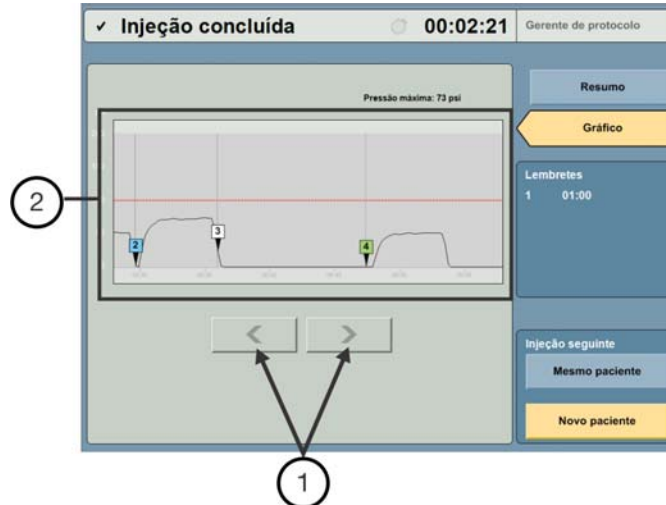 ✓ Injeção concluída 00:02:21 Gerente de protocolo
Resumo
Pressão máxima: 73 psi
Gráfico
Lembretes
1 01:00
2
2 3 4
Injeção seguinte
Mesmo paciente
Novo paciente
1